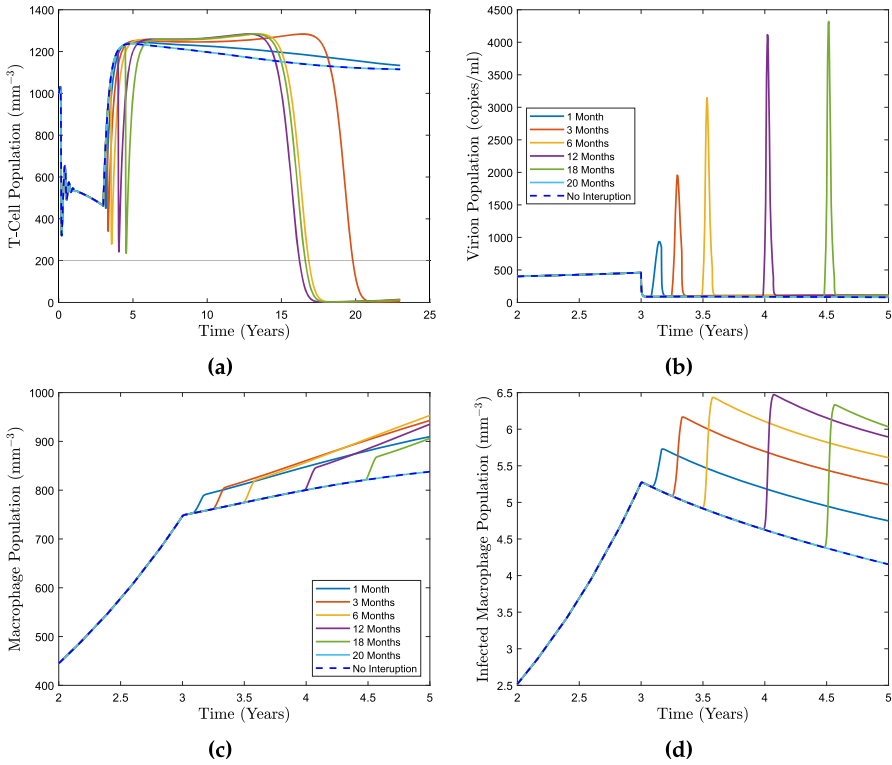 1400
1200
1000
800
600
400
200
0
0 5 10 15 20 25
T-Cell Population (mm−3)
Time (Years)
(a)
5000
4500
4000
3500
3000
2500
2000
1500
1000
500
0
2 2.5 3 3.5 4 4.5 5
Virion Population (copies/ml)
Time (Years)
1 Month
3 Months
6 Months
12 Months
18 Months
20 Months
No Interuption
(b)
1000
900
800
700
600
500
400
2 2.5 3 3.5 4 4.5 5
Macrophage Population (mm−3)
Time (Years)
1 Month
3 Months
6 Months
12 Months
18 Months
20 Months
No Interuption
(c)
6.5
6
5.5
5
4.5
4
3.5
3
2.5
2 2.5 3 3.5 4 4.5 5
Infected Macrophage Population (mm−3)
Time (Years)
(d)